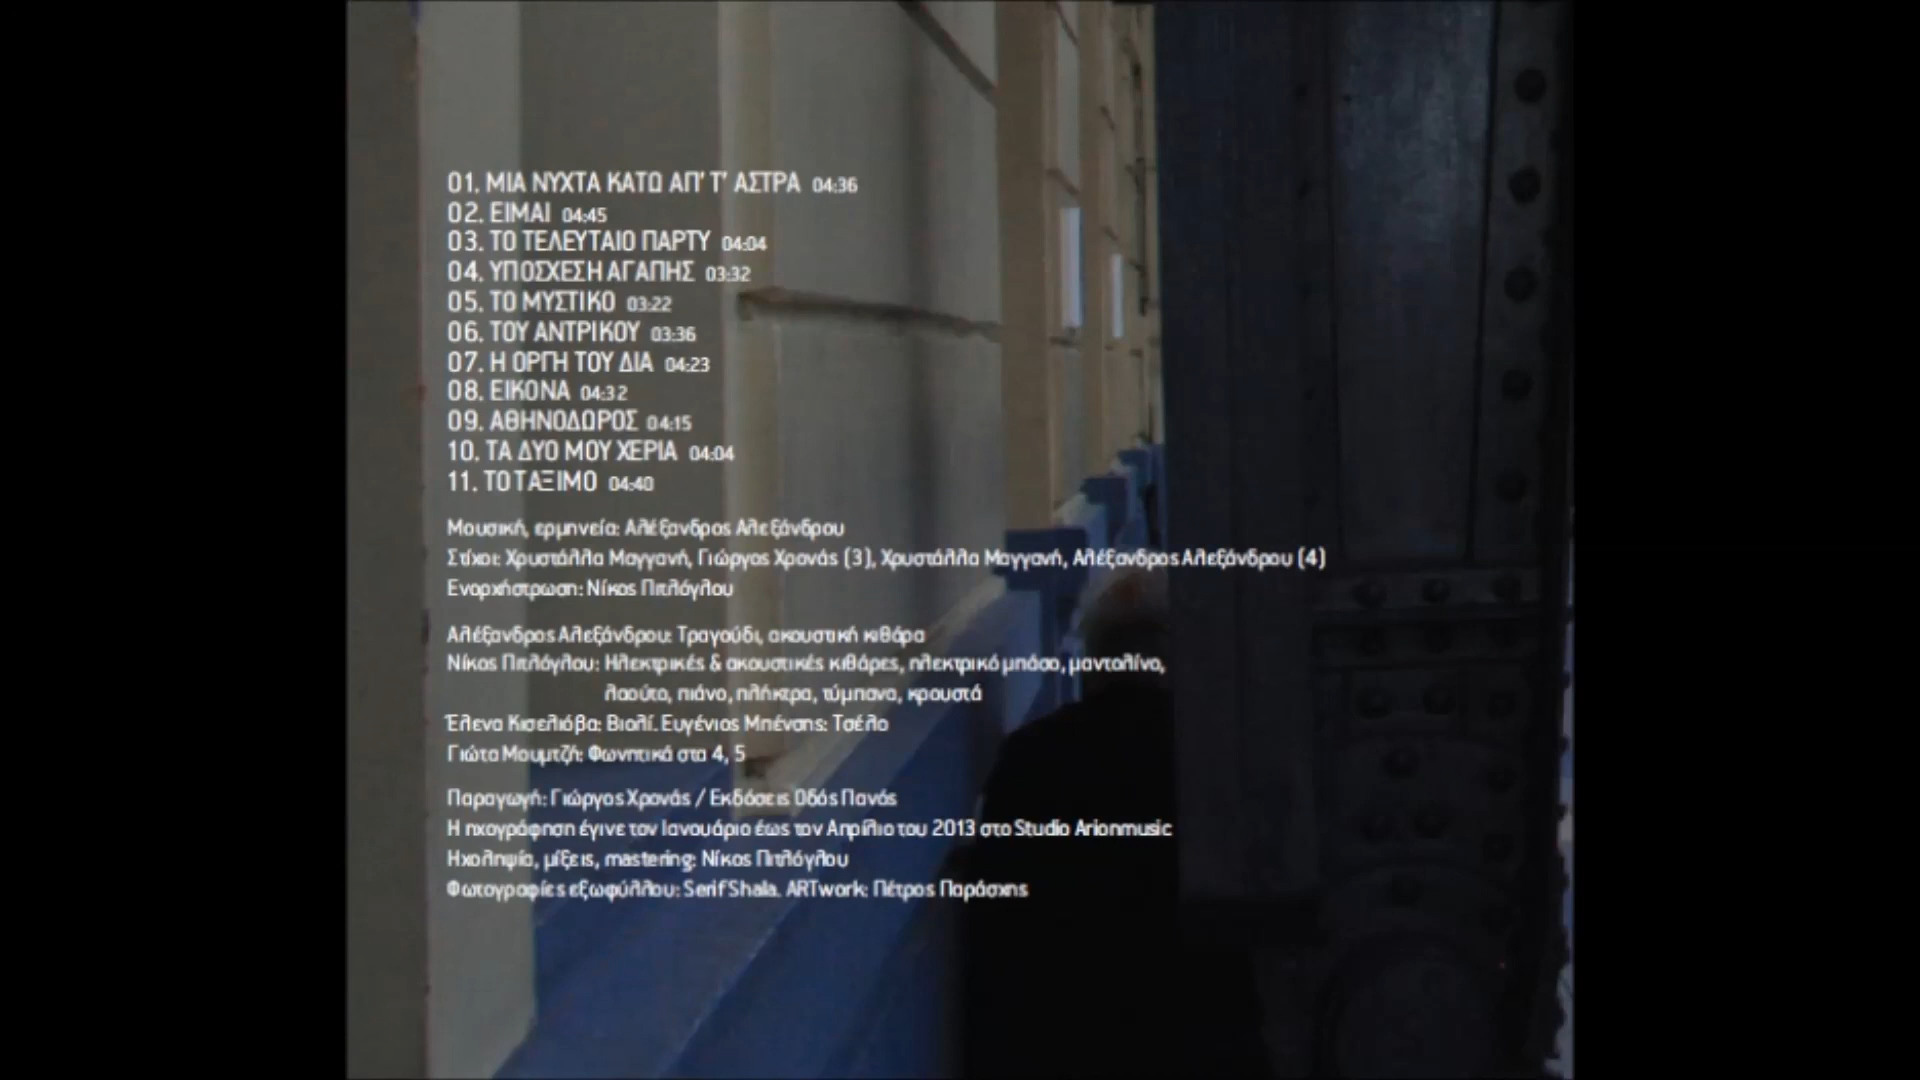 01. ΜΙΑ ΝΥΧΤΑ ΚΑΤΩ ΑΠ' Τ' ΑΣΤΡΑ 04:36
02. ΕΙΜΑΙ 04:45
03. ΤΟ ΤΕΛΕΥΤΑΙΟ ΠΑΡΤΥ 04:04
04. ΥΠΟΣΧΕΣΗ ΑΓΑΠΗΣ 03:32
05. ΤΟ ΜΥΣΤΙΚΟ 03:22
06. ΤΟΥ ΑΝΤΡΙΚΟΥ 03:36
07. Η ΟΡΓΗ ΤΟΥ ΔΙΑ 04:23
08. ΕΙΚΟΝΑ 04:32
09. ΑΘΗΝΟΔΩΡΟΣ 04:15
10. ΤΑ ΔΥΟ ΜΟΥ ΧΕΡΙΑ 04:04
11. ΤΟ ΤΑΞΙΜΟ 04:40
Μουσική, ερμηνεία: Αλέξανδρος Αλεξάνδρου
Στίχοι: Χρυστάλλα Μαγγανή, Γιώργος Χρονάς (3), Χρυστάλλα Μαγγανή, Αλέξανδρος Αλεξάνδρου (4)
Ενορχήστρωση: Νίκος Πιτλόγλου
Αλέξανδρος Αλεξάνδρου: Τραγούδι, ακουστική κιθάρα
Νίκος Πιτλόγλου: Ηλεκτρικές & ακουστικές κιθάρες, ηλεκτρικό μπάσο, μαντολίνο,
λαούτο, πιάνο, πλήκτρα, τύμπανα, κρουστά
Έλενα Κισελιόβα: Βιολί. Ευγένιος Μπένσης: Τσέλο
Γιώτα Μουμτζή: Φωνητικά στα 4, 5
Παραγωγή: Γιώργος Χρονάς / Εκδόσεις Οδός Πανός
Η ηχογράφηση έγινε τον Ιανουάριο έως τον Απρίλιο του 2013 στο Studio Arionmusic
Ηχοληψία, μίξεις, mastering: Νίκος Πιτλόγλου
Φωτογραφίες εξωφύλλου: Serif Shala. ARTwork: Πέτρος Παράσχης